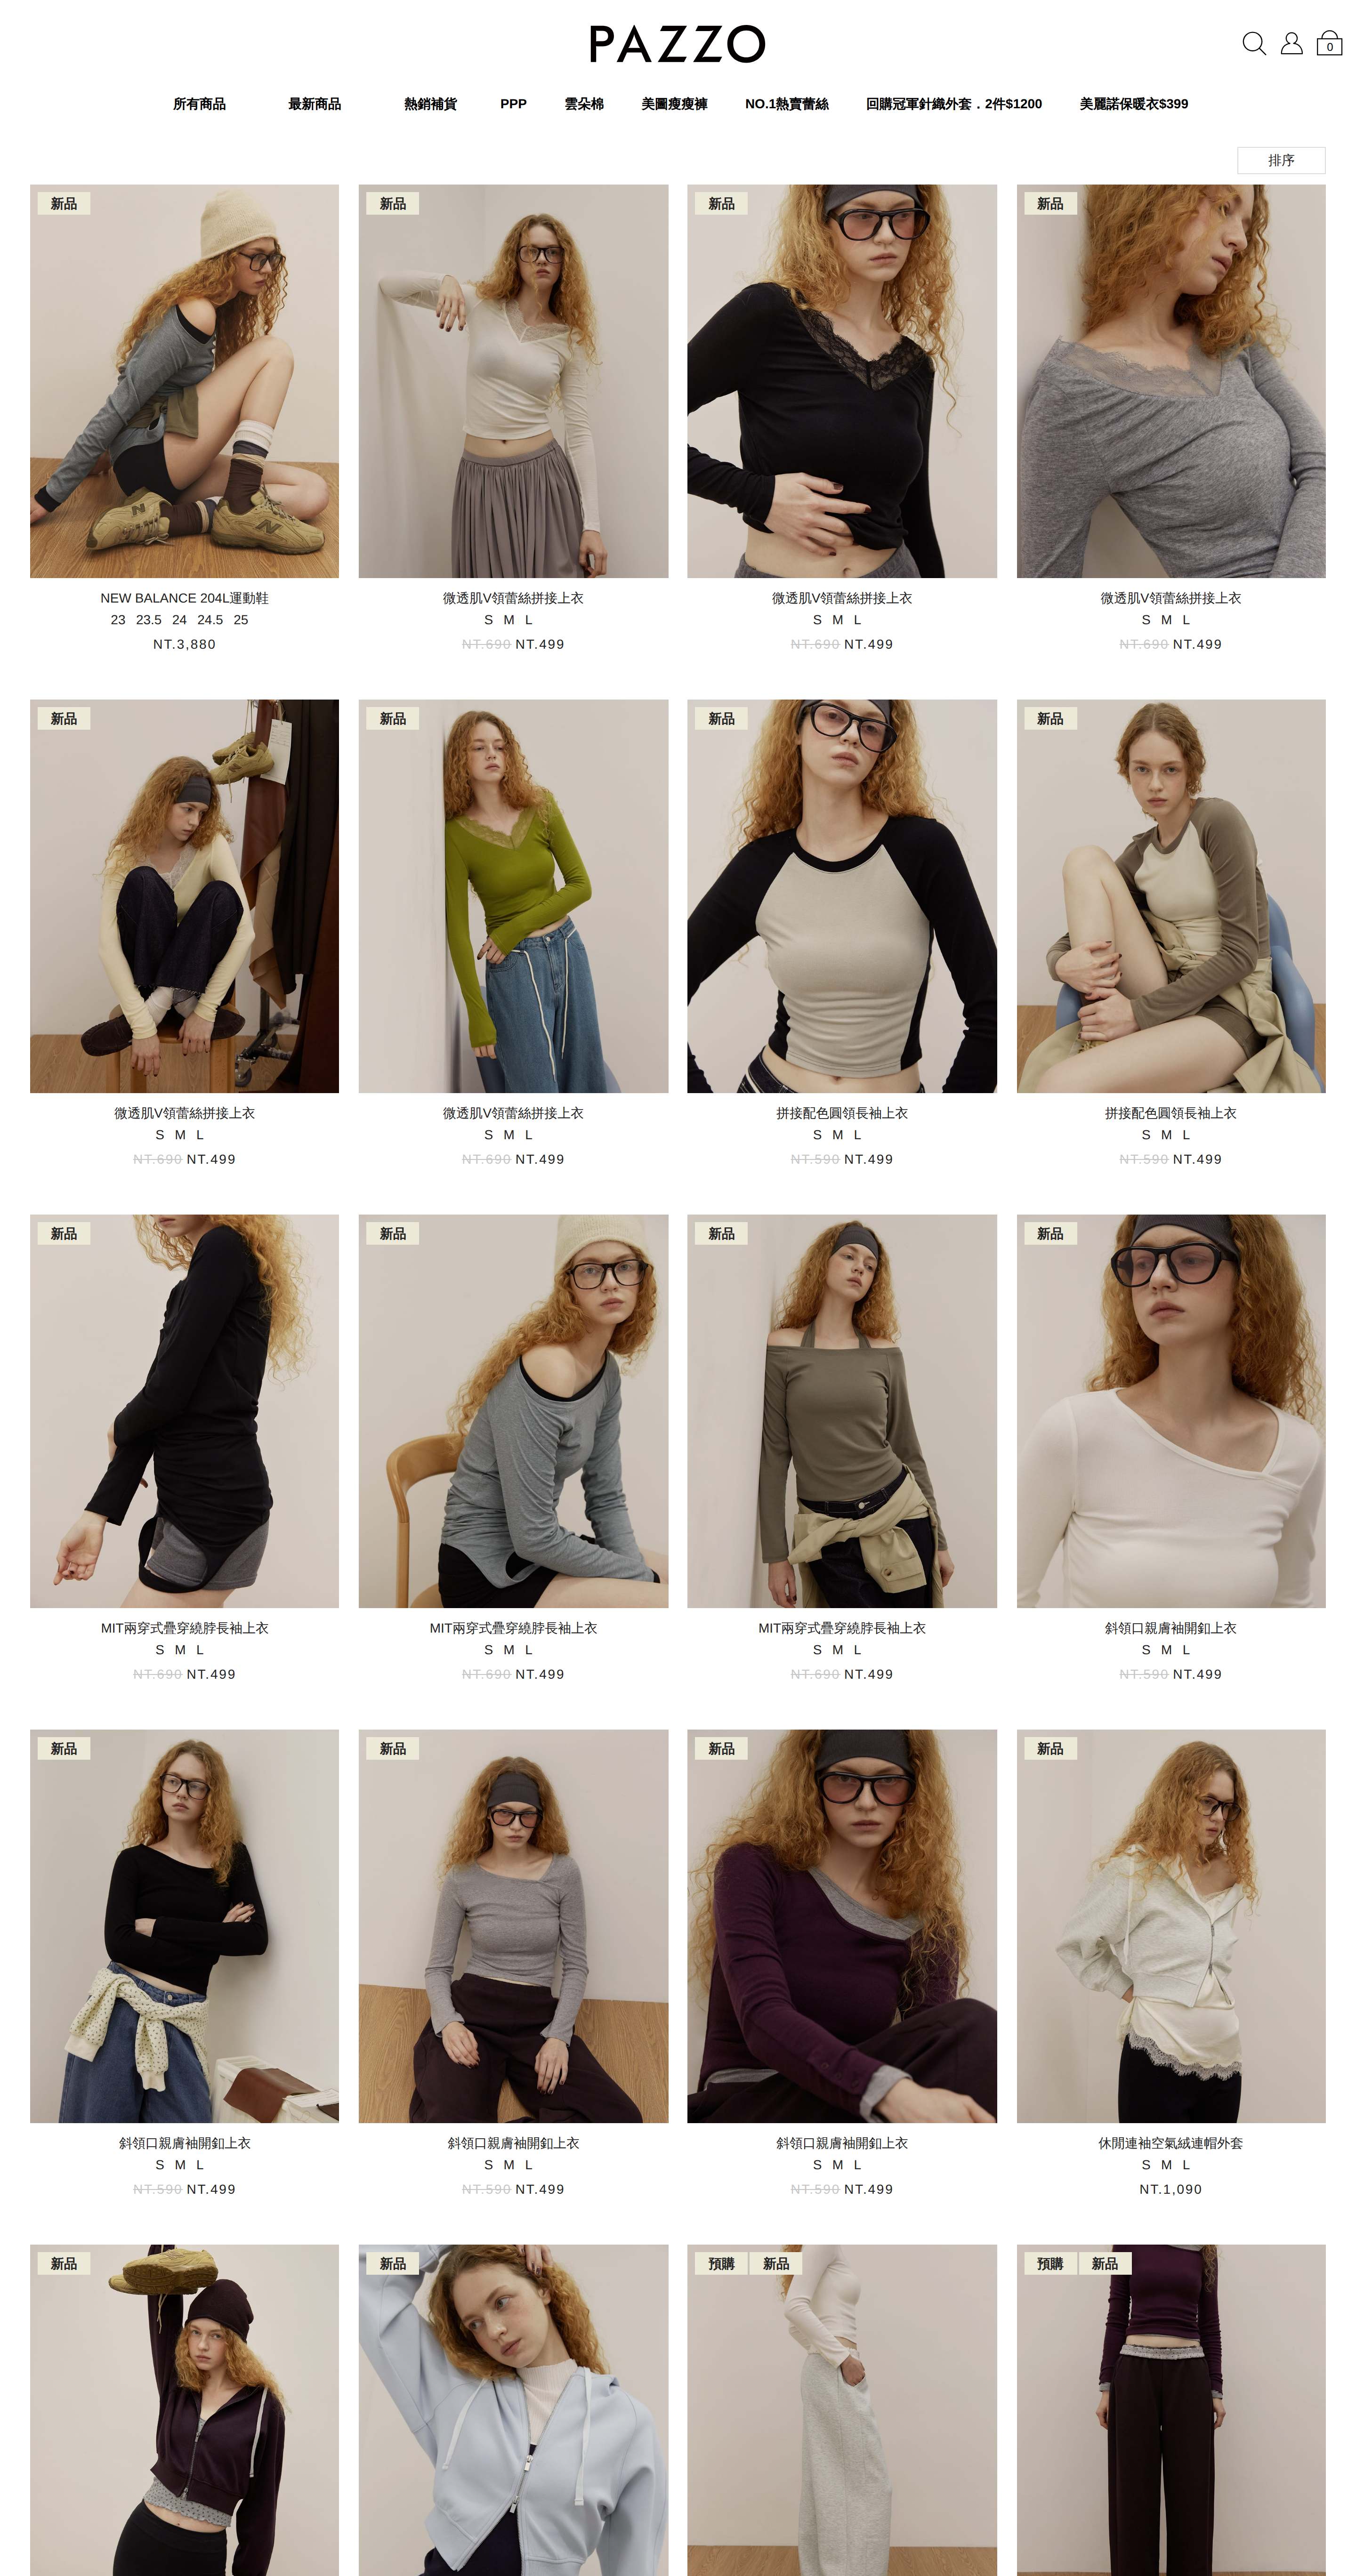 PAZZO
0
所有商品 最新商品 熱銷補貨 PPP 雲朵棉 美圖瘦瘦褲 NO.1熱賣蕾絲 回購冠軍針織外套．2件$1200 美麗諾保暖衣$399
排序
新品 新品 新品 新品
NEW BALANCE 204L運動鞋
23 23.5 24 24.5 25
NT.3,880
微透肌V領蕾絲拼接上衣
S M L
NT.690 NT.499
微透肌V領蕾絲拼接上衣
S M L
NT.690 NT.499
微透肌V領蕾絲拼接上衣
S M L
NT.690 NT.499
新品 新品 新品 新品
微透肌V領蕾絲拼接上衣
S M L
NT.690 NT.499
微透肌V領蕾絲拼接上衣
S M L
NT.690 NT.499
拼接配色圓領長袖上衣
S M L
NT.590 NT.499
拼接配色圓領長袖上衣
S M L
NT.590 NT.499
新品 新品 新品 新品
MIT兩穿式疊穿繞脖長袖上衣
S M L
NT.690 NT.499
MIT兩穿式疊穿繞脖長袖上衣
S M L
NT.690 NT.499
MIT兩穿式疊穿繞脖長袖上衣
S M L
NT.690 NT.499
斜領口親膚袖開釦上衣
S M L
NT.590 NT.499
新品 新品 新品 新品
斜領口親膚袖開釦上衣
S M L
NT.590 NT.499
斜領口親膚袖開釦上衣
S M L
NT.590 NT.499
斜領口親膚袖開釦上衣
S M L
NT.590 NT.499
休閒連袖空氣絨連帽外套
S M L
NT.1,090
新品 新品 預購 新品 預購 新品